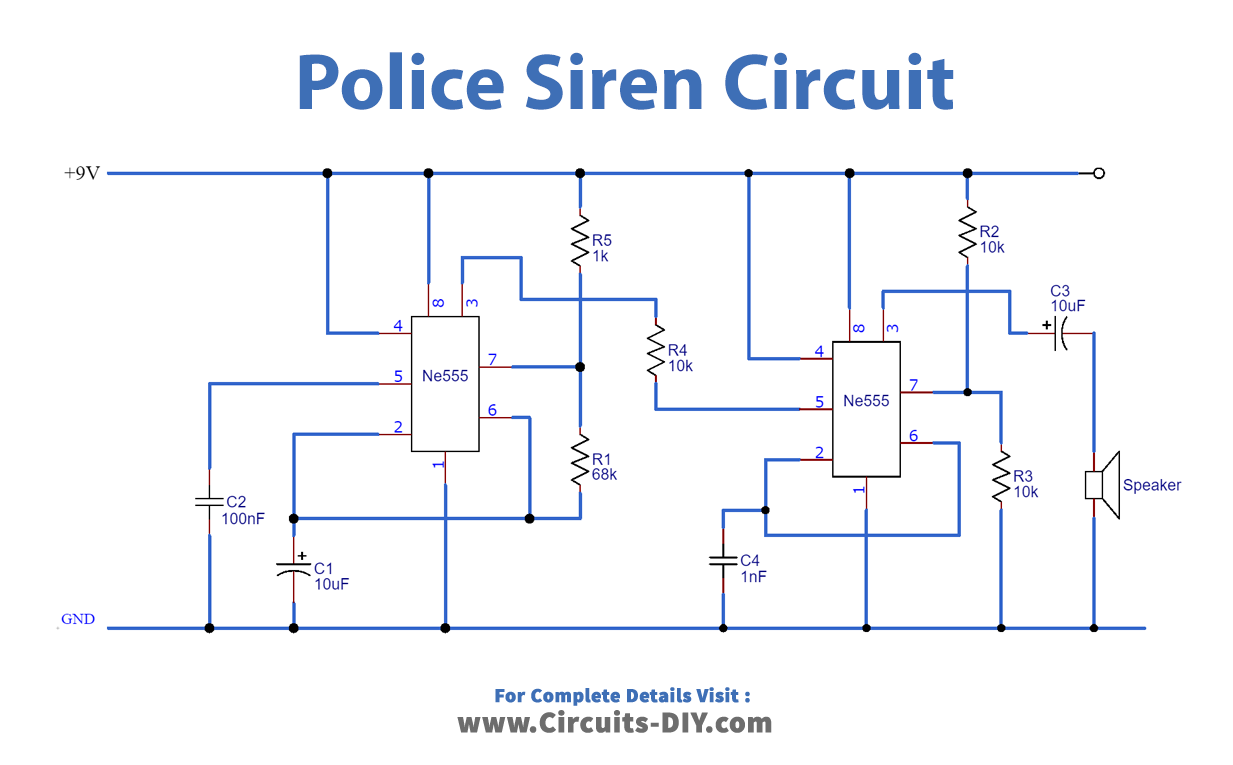 Police Siren Circuit
+9V
R5
1k
R2
10k
C3
10uF
+
8
3
4
5
2
7
6
1
Ne555
R4
10k
8
3
4
5
2
7
6
1
Ne555
R1
68k
R3
10k
Speaker
C2
100nF
+
C1
10uF
C4
1nF
GND
For Complete Details Visit :
www.Circuits-DIY.com